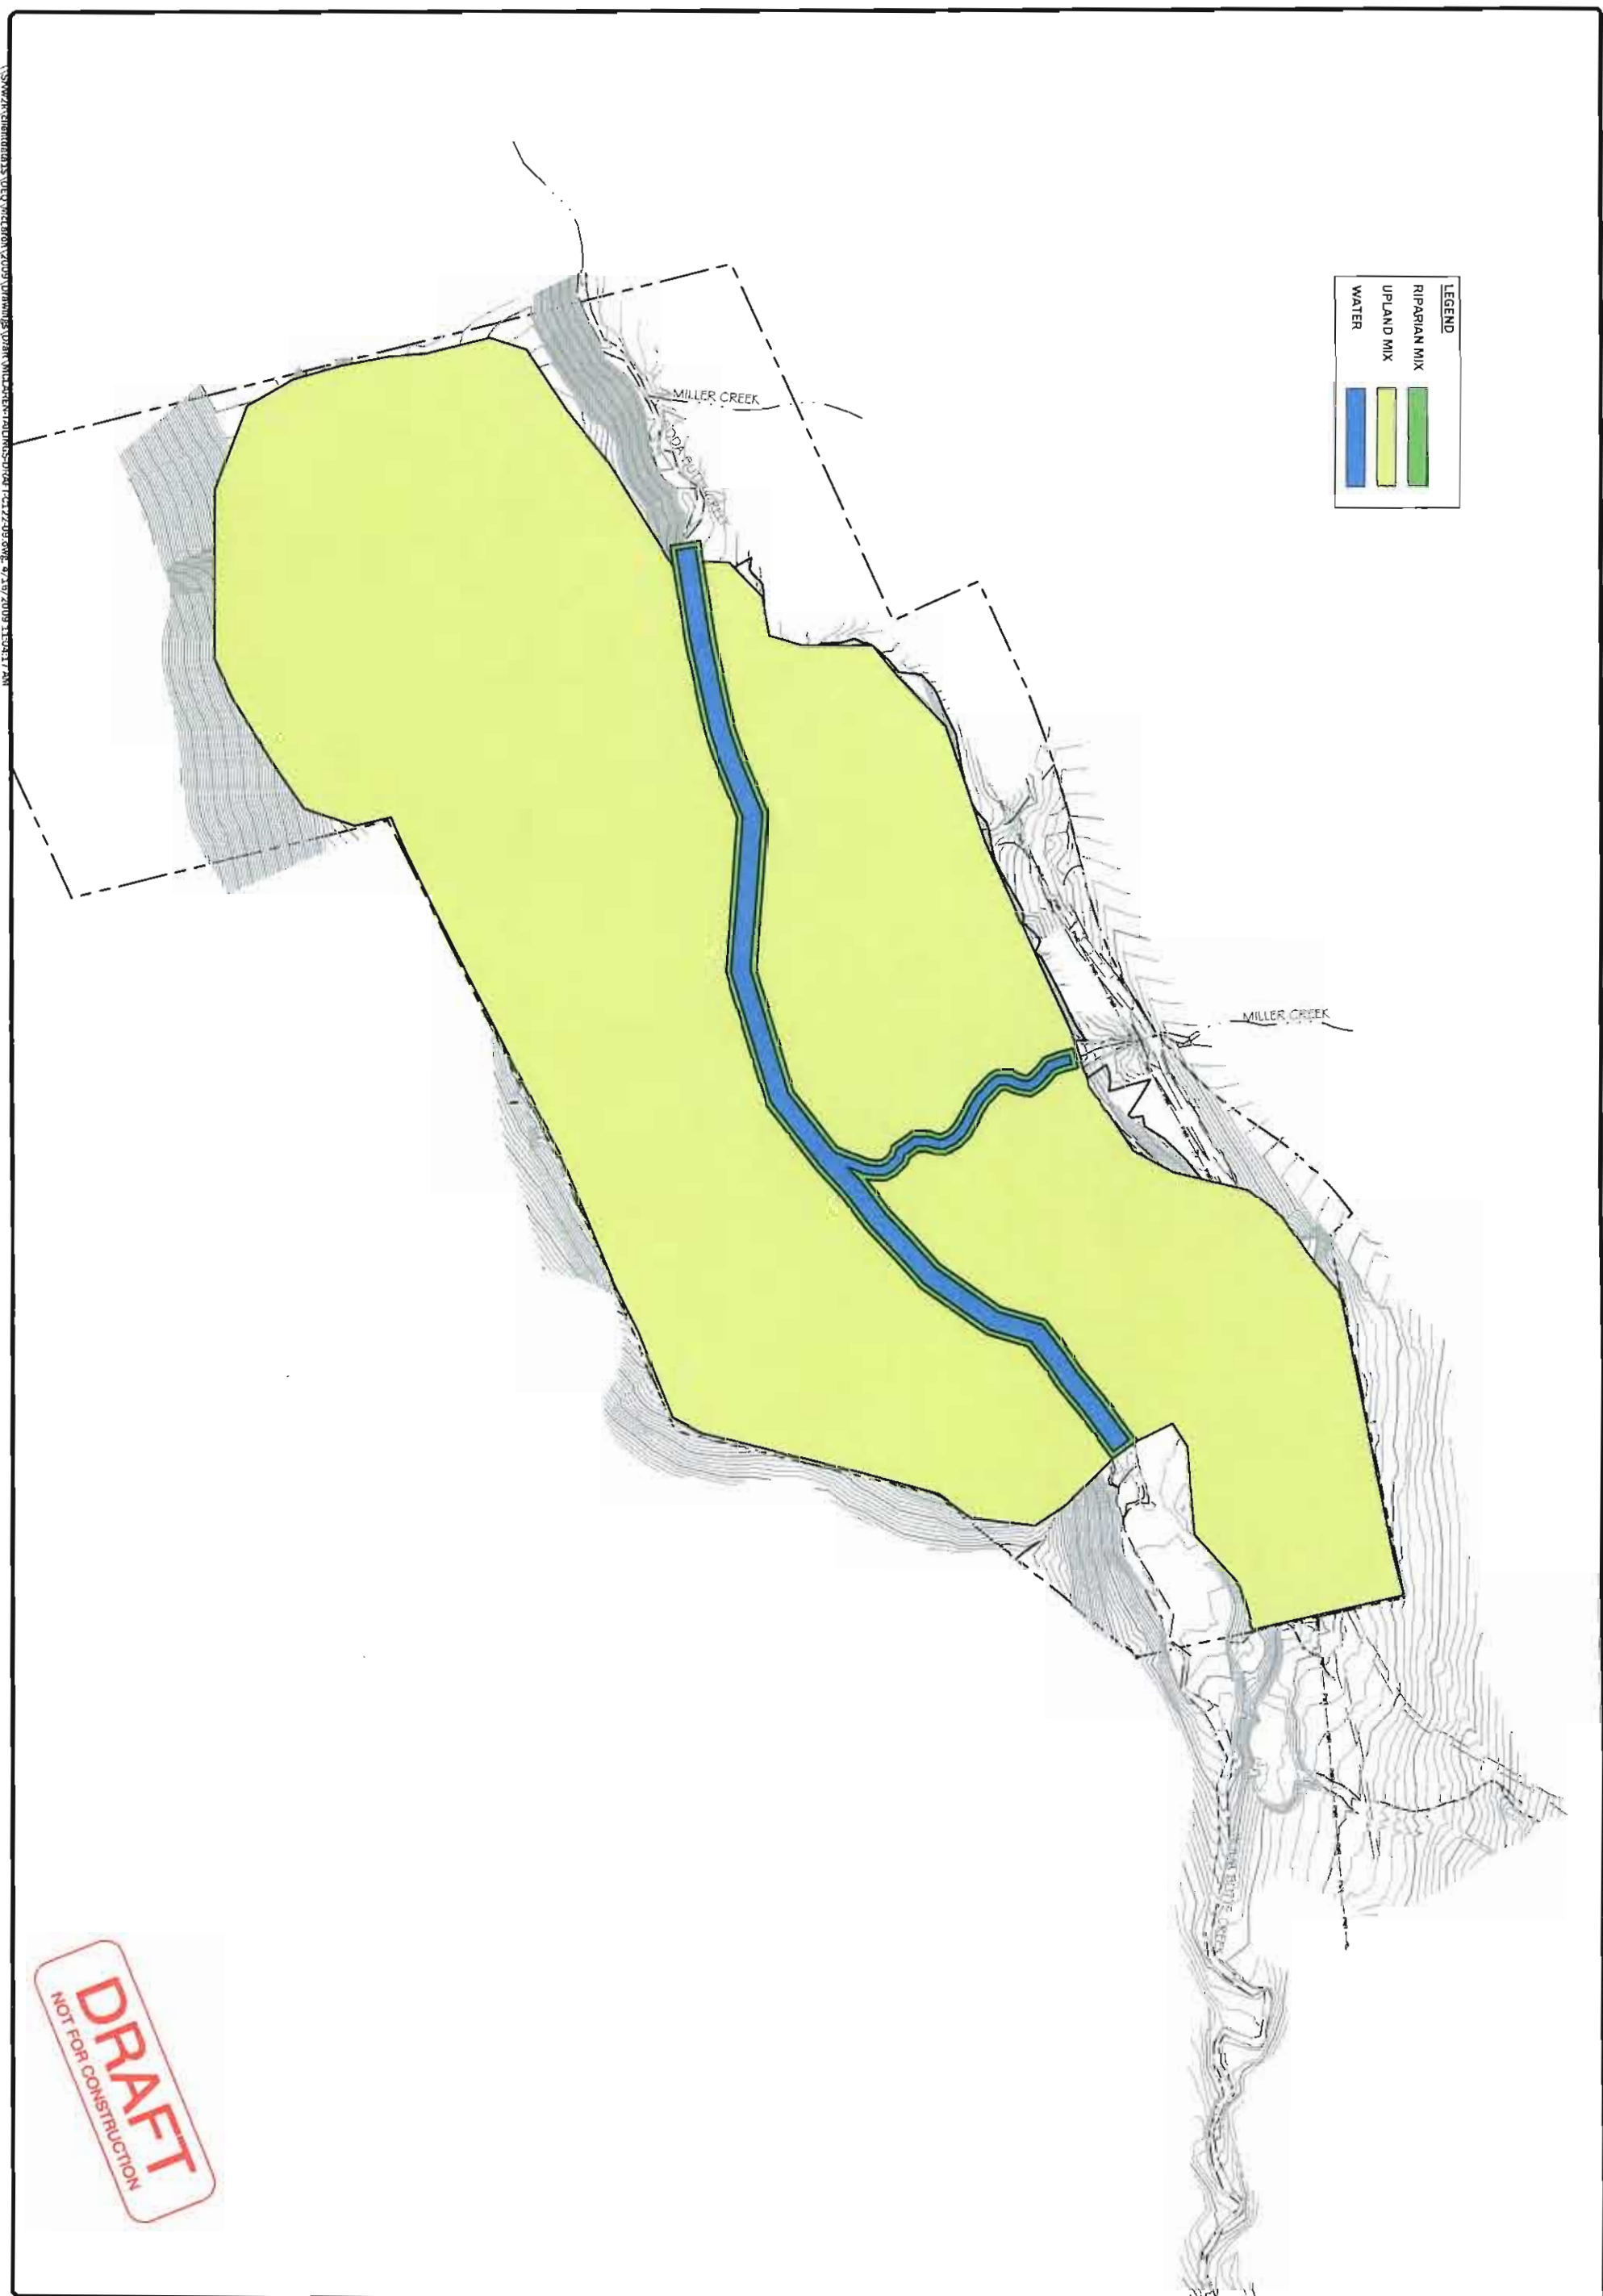 LEGEND
RIPARIAN MIX
UPLAND MIX
WATER
MILLER CREEK
MILLER CREEK
DRAFT
NOT FOR CONSTRUCTION